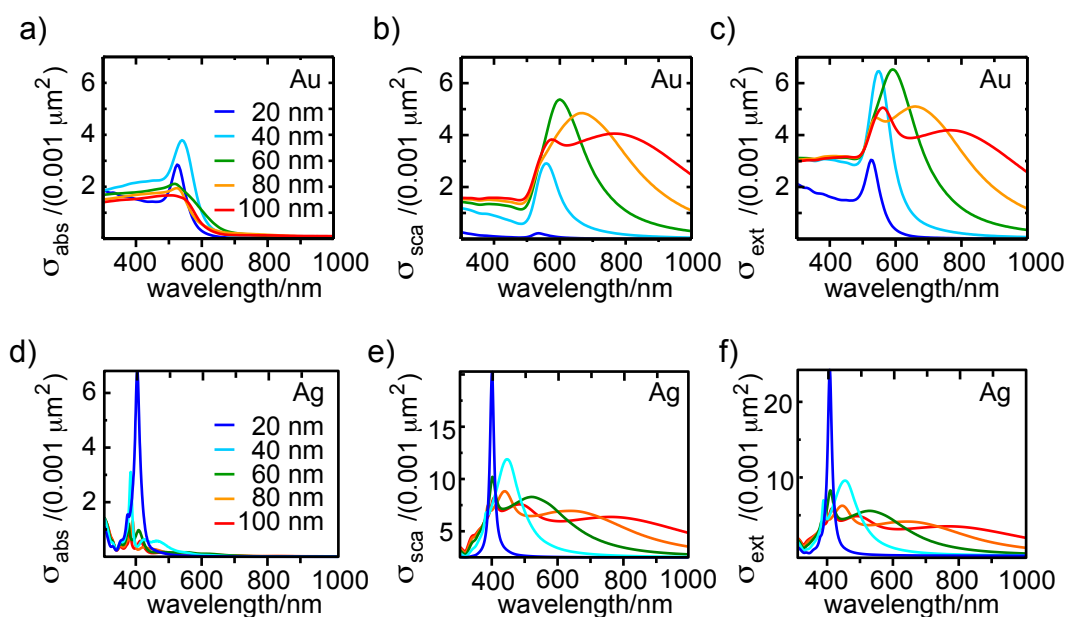 a)
σabs /(0.001 μm²)
6
4
2
Au
20 nm
40 nm
60 nm
80 nm
100 nm
400 600 800 1000
wavelength/nm
b)
σsca /(0.001 μm²)
6
4
2
Au
400 600 800 1000
wavelength/nm
c)
σext /(0.001 μm²)
6
4
2
Au
400 600 800 1000
wavelength/nm
d)
σabs /(0.001 μm²)
6
4
2
Ag
20 nm
40 nm
60 nm
80 nm
100 nm
400 600 800 1000
wavelength/nm
e)
σsca /(0.001 μm²)
15
10
5
Ag
400 600 800 1000
wavelength/nm
f)
σext /(0.001 μm²)
20
10
Ag
400 600 800 1000
wavelength/nm